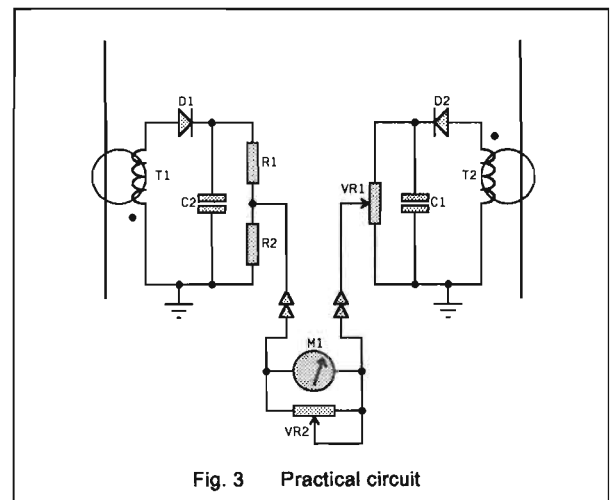 D1
D2
R1
T1
VR1
T2
C2
C1
R2
M1
VR2
Fig. 3 Practical circuit